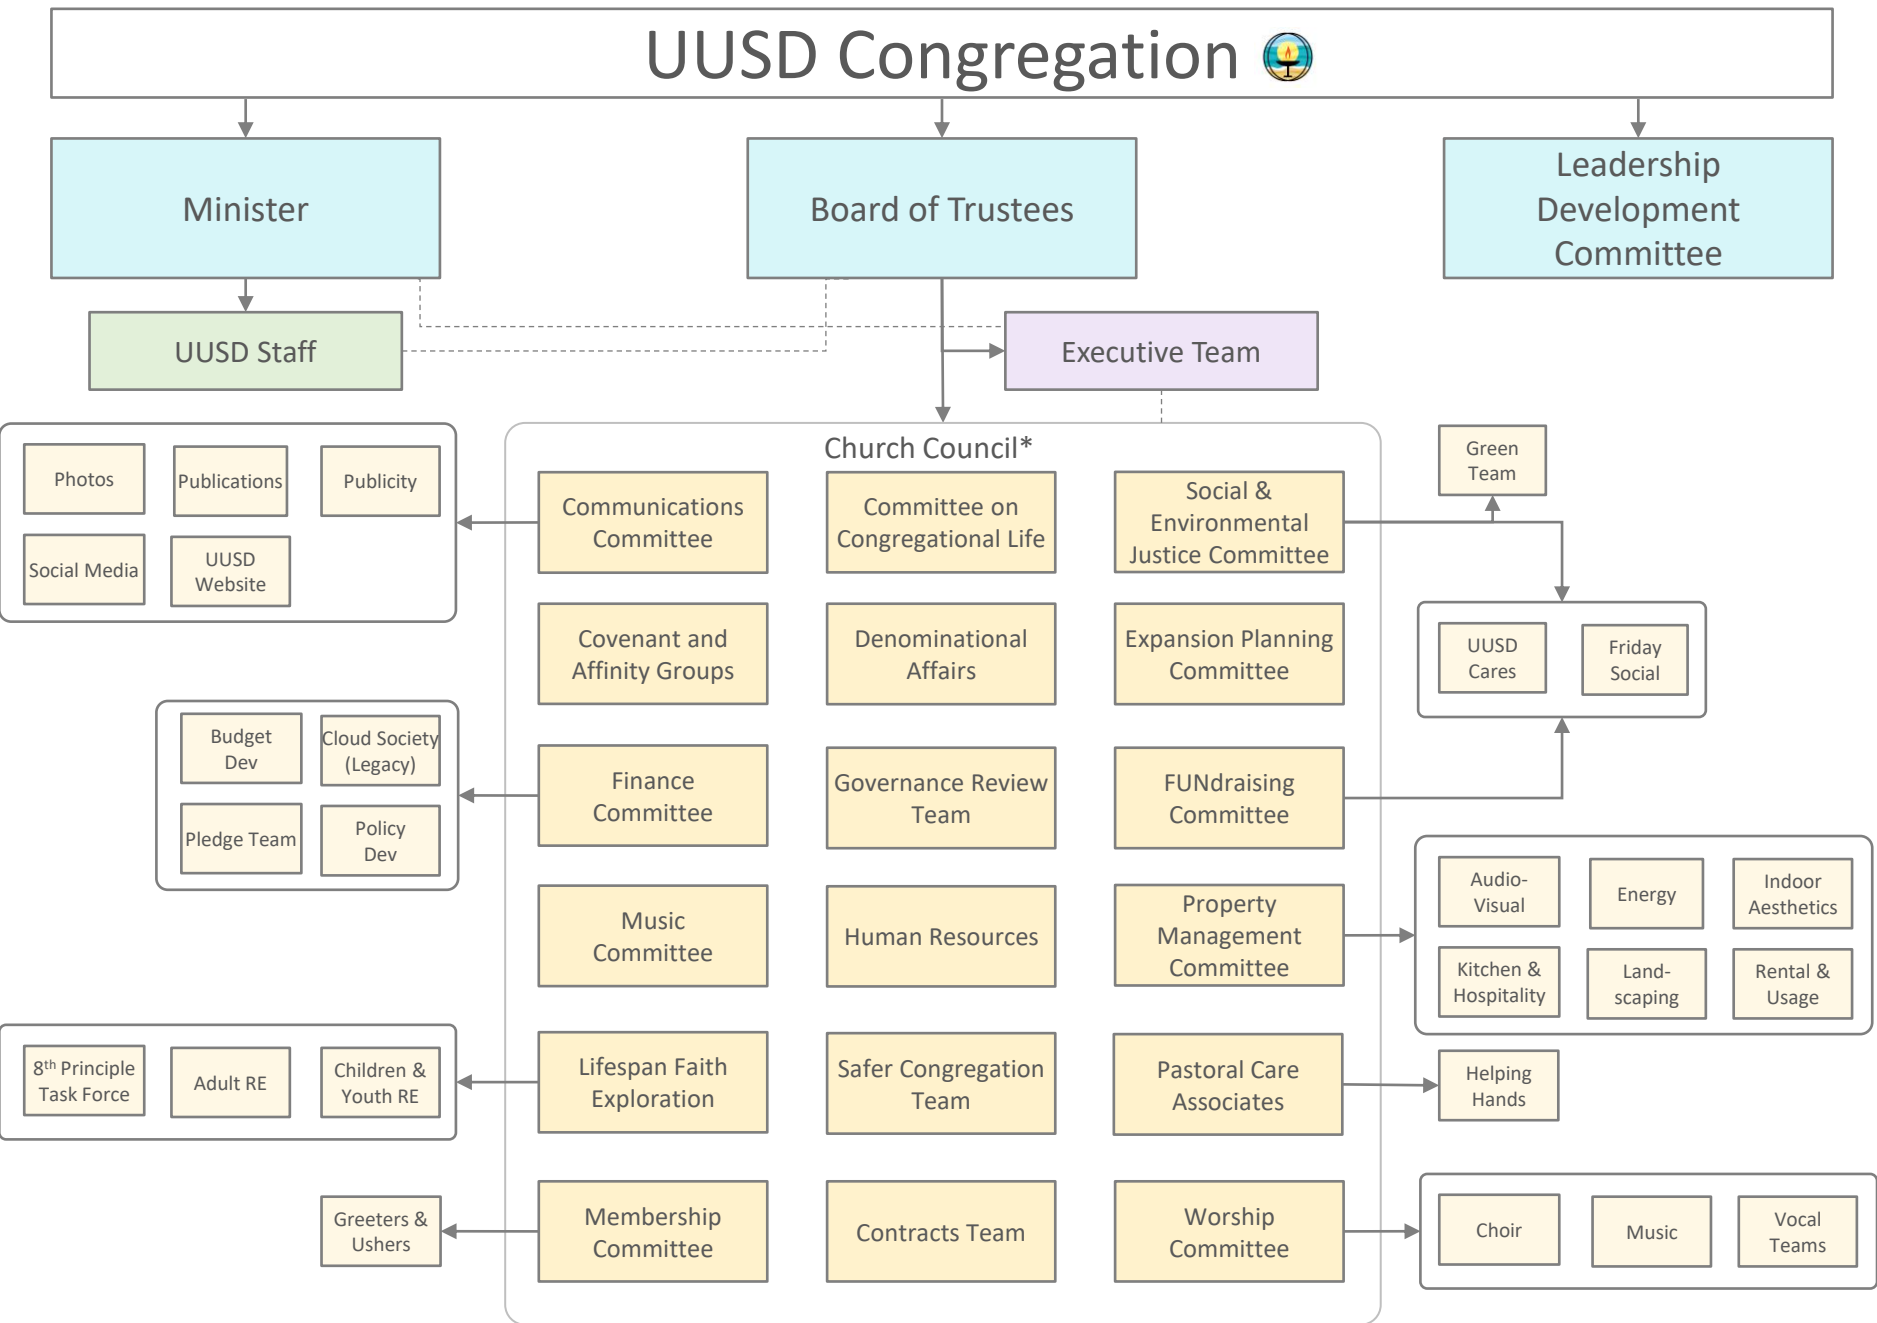 UUSD Congregation
Minister
Board of Trustees
Leadership
Development
Committee
UUSD Staff
Executive Team
Church Council*
Photos
Publications
Publicity
Social Media
UUSD
Website
Communications
Committee
Committee on
Congregational Life
Social &
Environmental
Justice Committee
Green
Team
Covenant and
Affinity Groups
Denominational
Affairs
Expansion Planning
Committee
UUSD
Cares
Friday
Social
Budget
Dev
Cloud Society
(Legacy)
Pledge Team
Policy
Dev
Finance
Committee
Governance Review
Team
FUNdraising
Committee
Music
Committee
Human Resources
Property
Management
Committee
Audio-
Visual
Energy
Indoor
Aesthetics
Kitchen &
Hospitality
Land-
scaping
Rental &
Usage
8th Principle
Task Force
Adult RE
Children &
Youth RE
Lifespan Faith
Exploration
Safer Congregation
Team
Pastoral Care
Associates
Helping
Hands
Greeters &
Ushers
Membership
Committee
Contracts Team
Worship
Committee
Choir
Music
Vocal
Teams